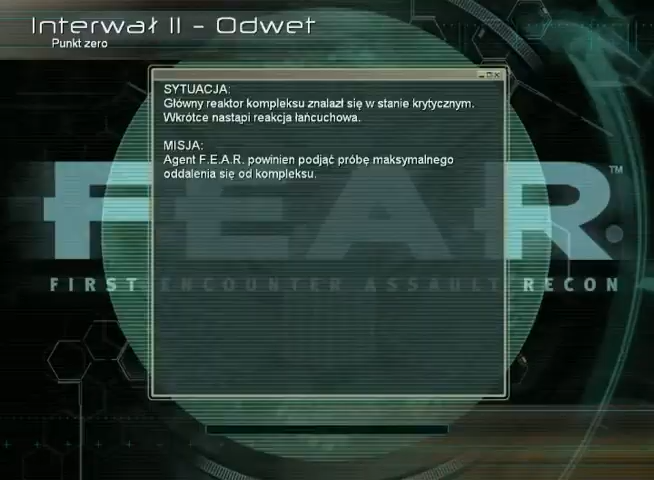 Interwał II - Odwet
Punkt zero
SYTUACJA:
Główny reaktor kompleksu znalazł się w stanie krytycznym.
Wkrótce nastąpi reakcja łańcuchowa.
MISJA:
Agent F.E.A.R. powinien podjąć próbę maksymalnego
oddalenia się od kompleksu.
F.E.A.R.™
FIRST ENCOUNTER ASSAULT RECON